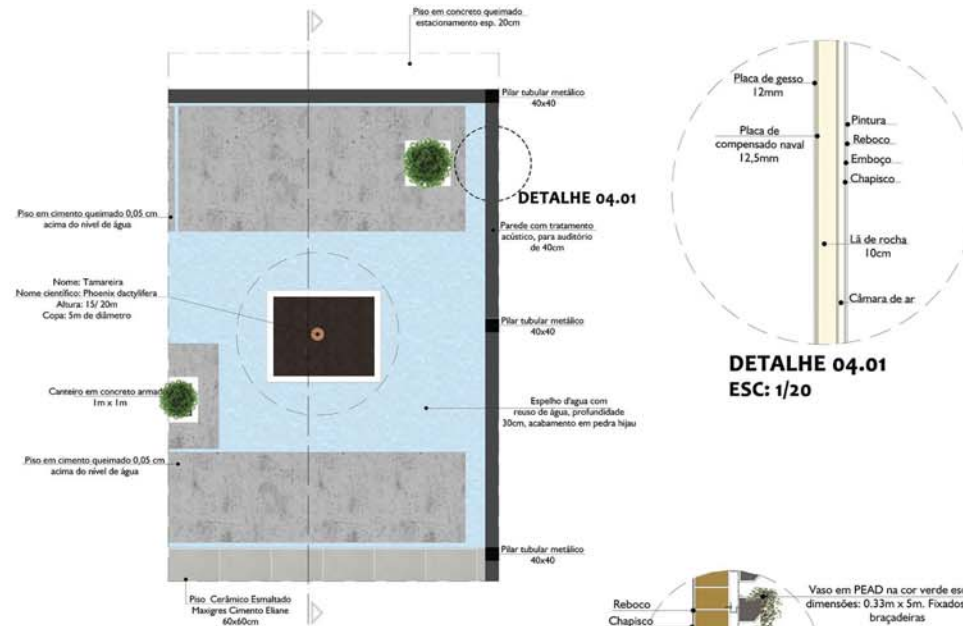 Piso em concreto queimado
estacionamento esp. 20cm
Pilar tubular metálico
40x40
DETALHE 04.01
Piso em cimento queimado 0,05 cm
acima do nivel de água
Parede com tratamento
acústico, para auditório
de 40cm
Nome: Tamareira
Nome científico: Phoenix dactylifera
Altura: 15/ 20m
Copa: 5m de diâmetro
Pilar tubular metálico
40x40
Canteiro em concreto armad
1m x 1m
Espelho d'agua com
reuso de água, profundidade
30cm, acabamento em pedra hijau
Piso em cimento queimado 0,05 cm
acima do nivel de água
Pilar tubular metálico
40x40
Piso Cerâmico Esmaltado
Maxigres Cimento Eliane
60x60cm
Placa de gesso
12mm
Placa de
compensado naval
12,5mm
Pintura
Reboco
Emboço
Chapisco
Lã de rocha
10cm
Câmara de ar
DETALHE 04.01
ESC: 1/20
Reboco
Chapisco
Vaso em PEAD na cor verde es
dimensões: 0.33m x 5m. Fixados
braçadeiras